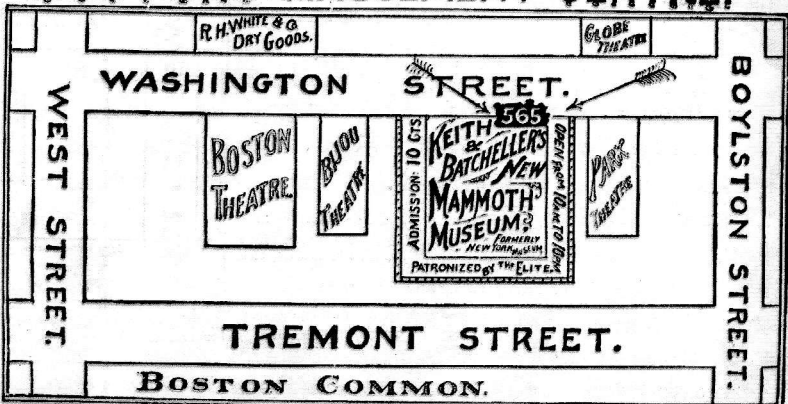 R.H. WHITE & Co
DRY GOODS.
GLOBE
THEATRE
WASHINGTON STREET.
WEST STREET.
BOYLSTON STREET.
BOSTON
THEATRE
BIJOU
THEATRE
565
ADMISSION: 10 CTS.
KEITH
&
BATCHELLER'S
NEW
MAMMOTH
MUSEUM
FORMERLY
NEW YORK MUSEUM
OPEN FROM 10 AM TO 10 PM
PATRONIZED BY THE ELITE.
PARK
THEATRE
TREMONT STREET.
BOSTON COMMON.